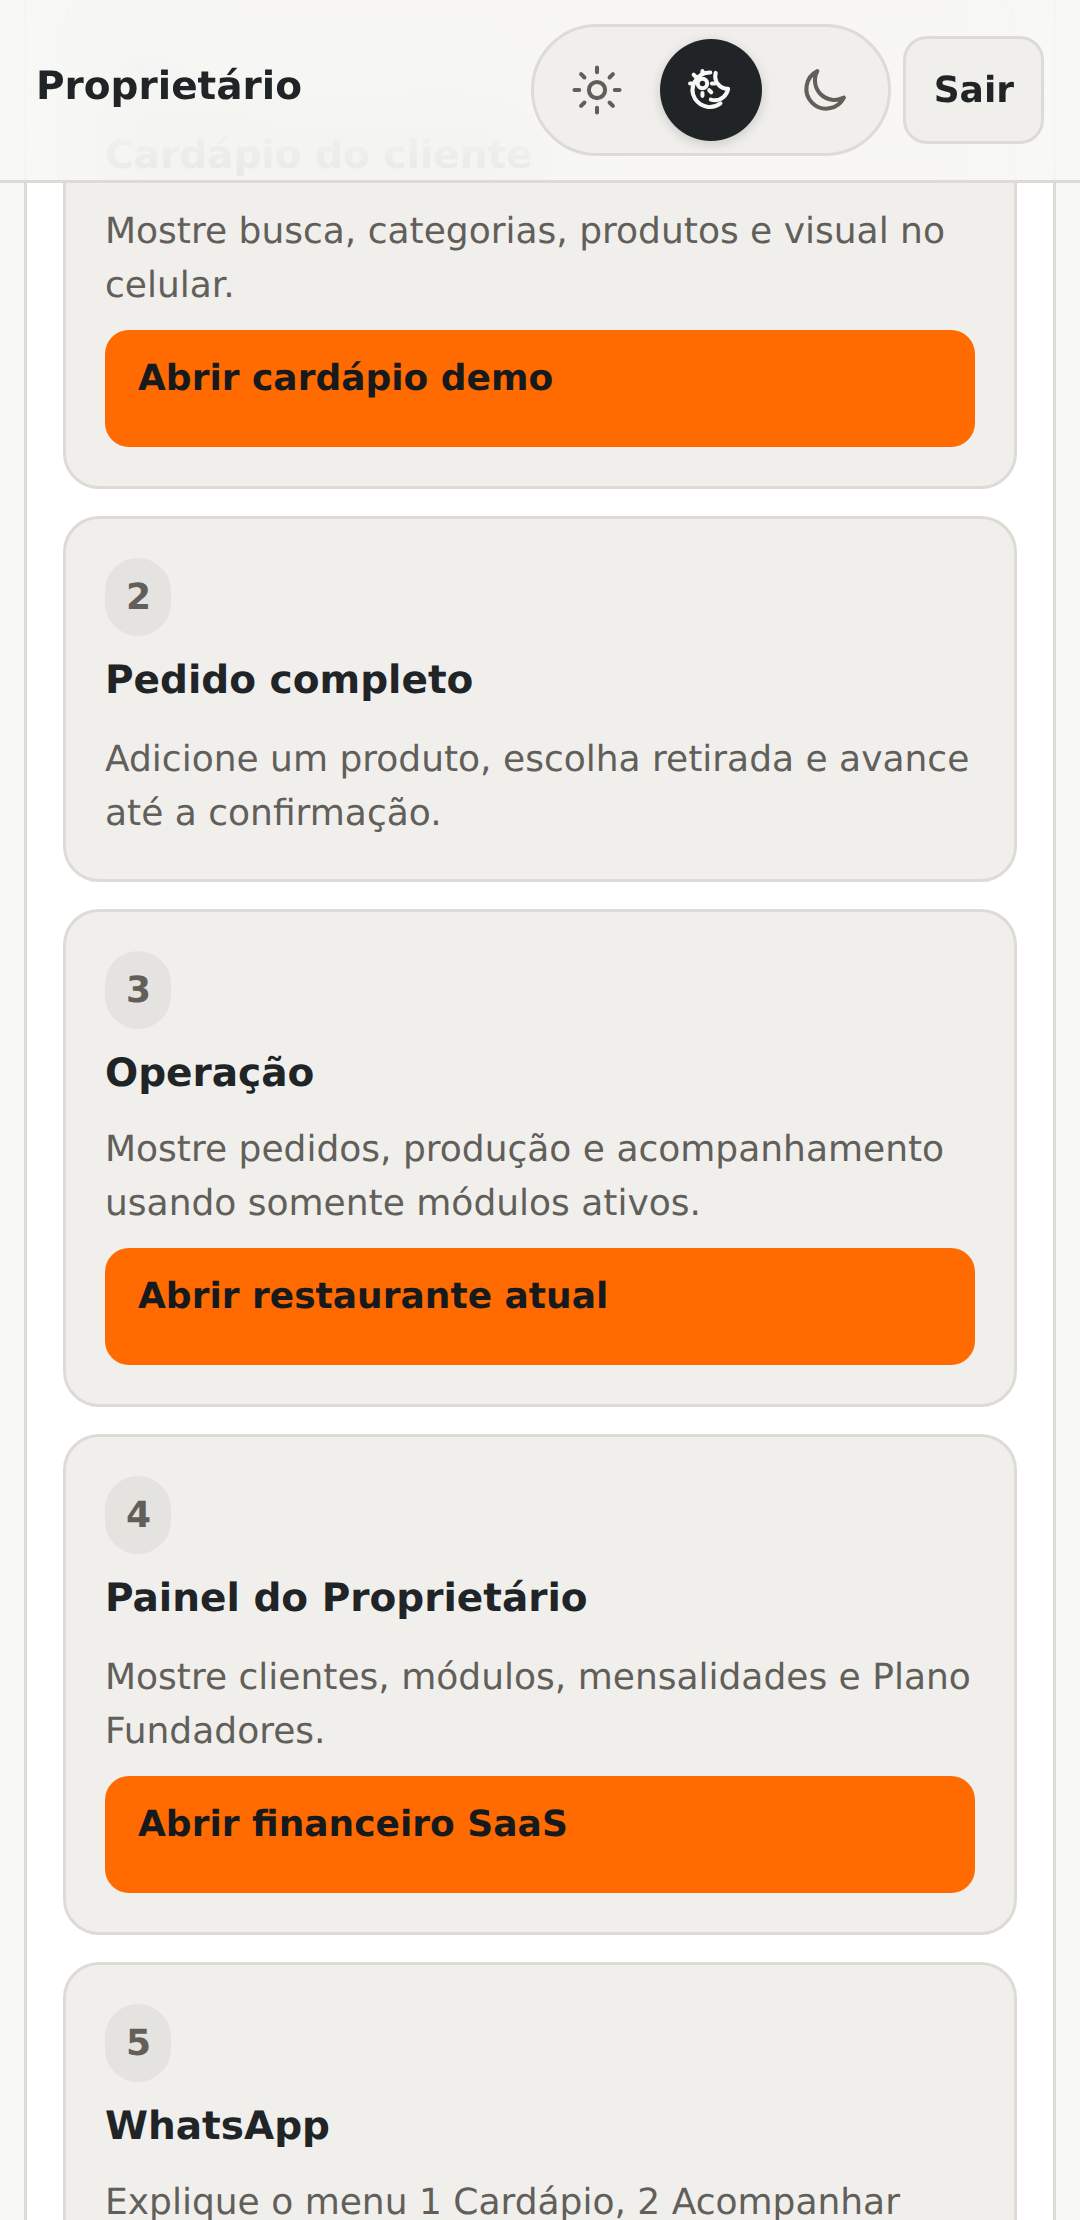 Proprietário
Sair
Cardápio do cliente
Mostre busca, categorias, produtos e visual no
celular.
Abrir cardápio demo
2
Pedido completo
Adicione um produto, escolha retirada e avance
até a confirmação.
3
Operação
Mostre pedidos, produção e acompanhamento
usando somente módulos ativos.
Abrir restaurante atual
4
Painel do Proprietário
Mostre clientes, módulos, mensalidades e Plano
Fundadores.
Abrir financeiro SaaS
5
WhatsApp
Explique o menu 1 Cardápio, 2 Acompanhar